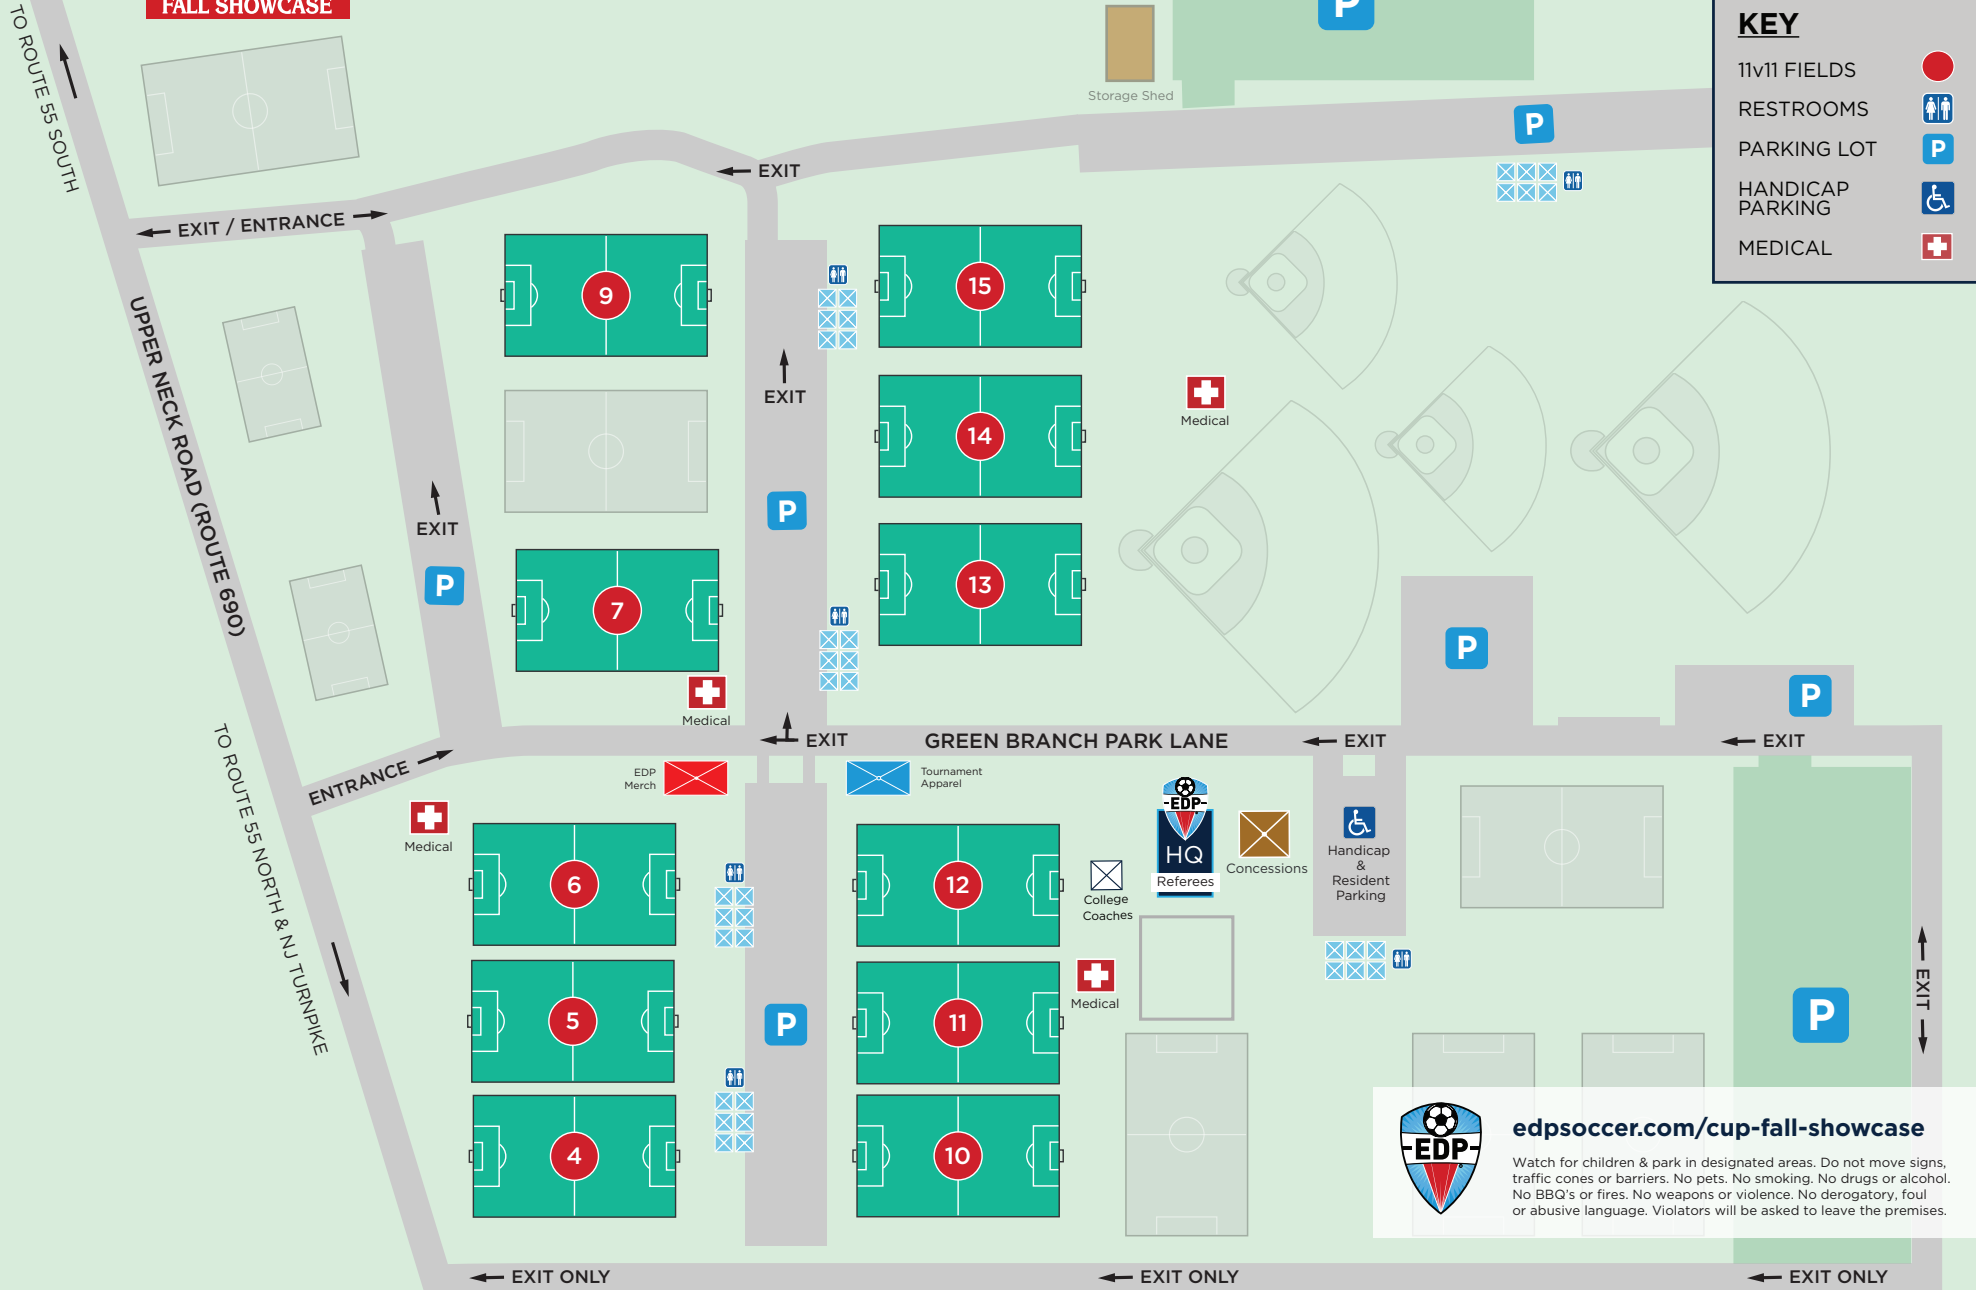 FALL SHOWCASE
TO ROUTE 55 SOUTH
P
Storage Shed
KEY
11v11 FIELDS
RESTROOMS
PARKING LOT
P
HANDICAP
PARKING
MEDICAL
P
EXIT
EXIT / ENTRANCE
UPPER NECK ROAD (ROUTE 690)
9
15
EXIT
14
Medical
P
EXIT
P
7
13
P
P
Medical
EXIT
GREEN BRANCH PARK LANE
EXIT
EXIT
ENTRANCE
TO ROUTE 55 NORTH & NJ TURNPIKE
EDP
Merch
Tournament
Apparel
Medical
6
12
EDP
HQ
Referees
Concessions
College
Coaches
Handicap
&
Resident
Parking
5
P
11
Medical
P
EXIT
4
10
EDP
edpsoccer.com/cup-fall-showcase
Watch for children & park in designated areas. Do not move signs,
traffic cones or barriers. No pets. No smoking. No drugs or alcohol.
No BBQ's or fires. No weapons or violence. No derogatory, foul
or abusive language. Violators will be asked to leave the premises.
EXIT ONLY
EXIT ONLY
EXIT ONLY